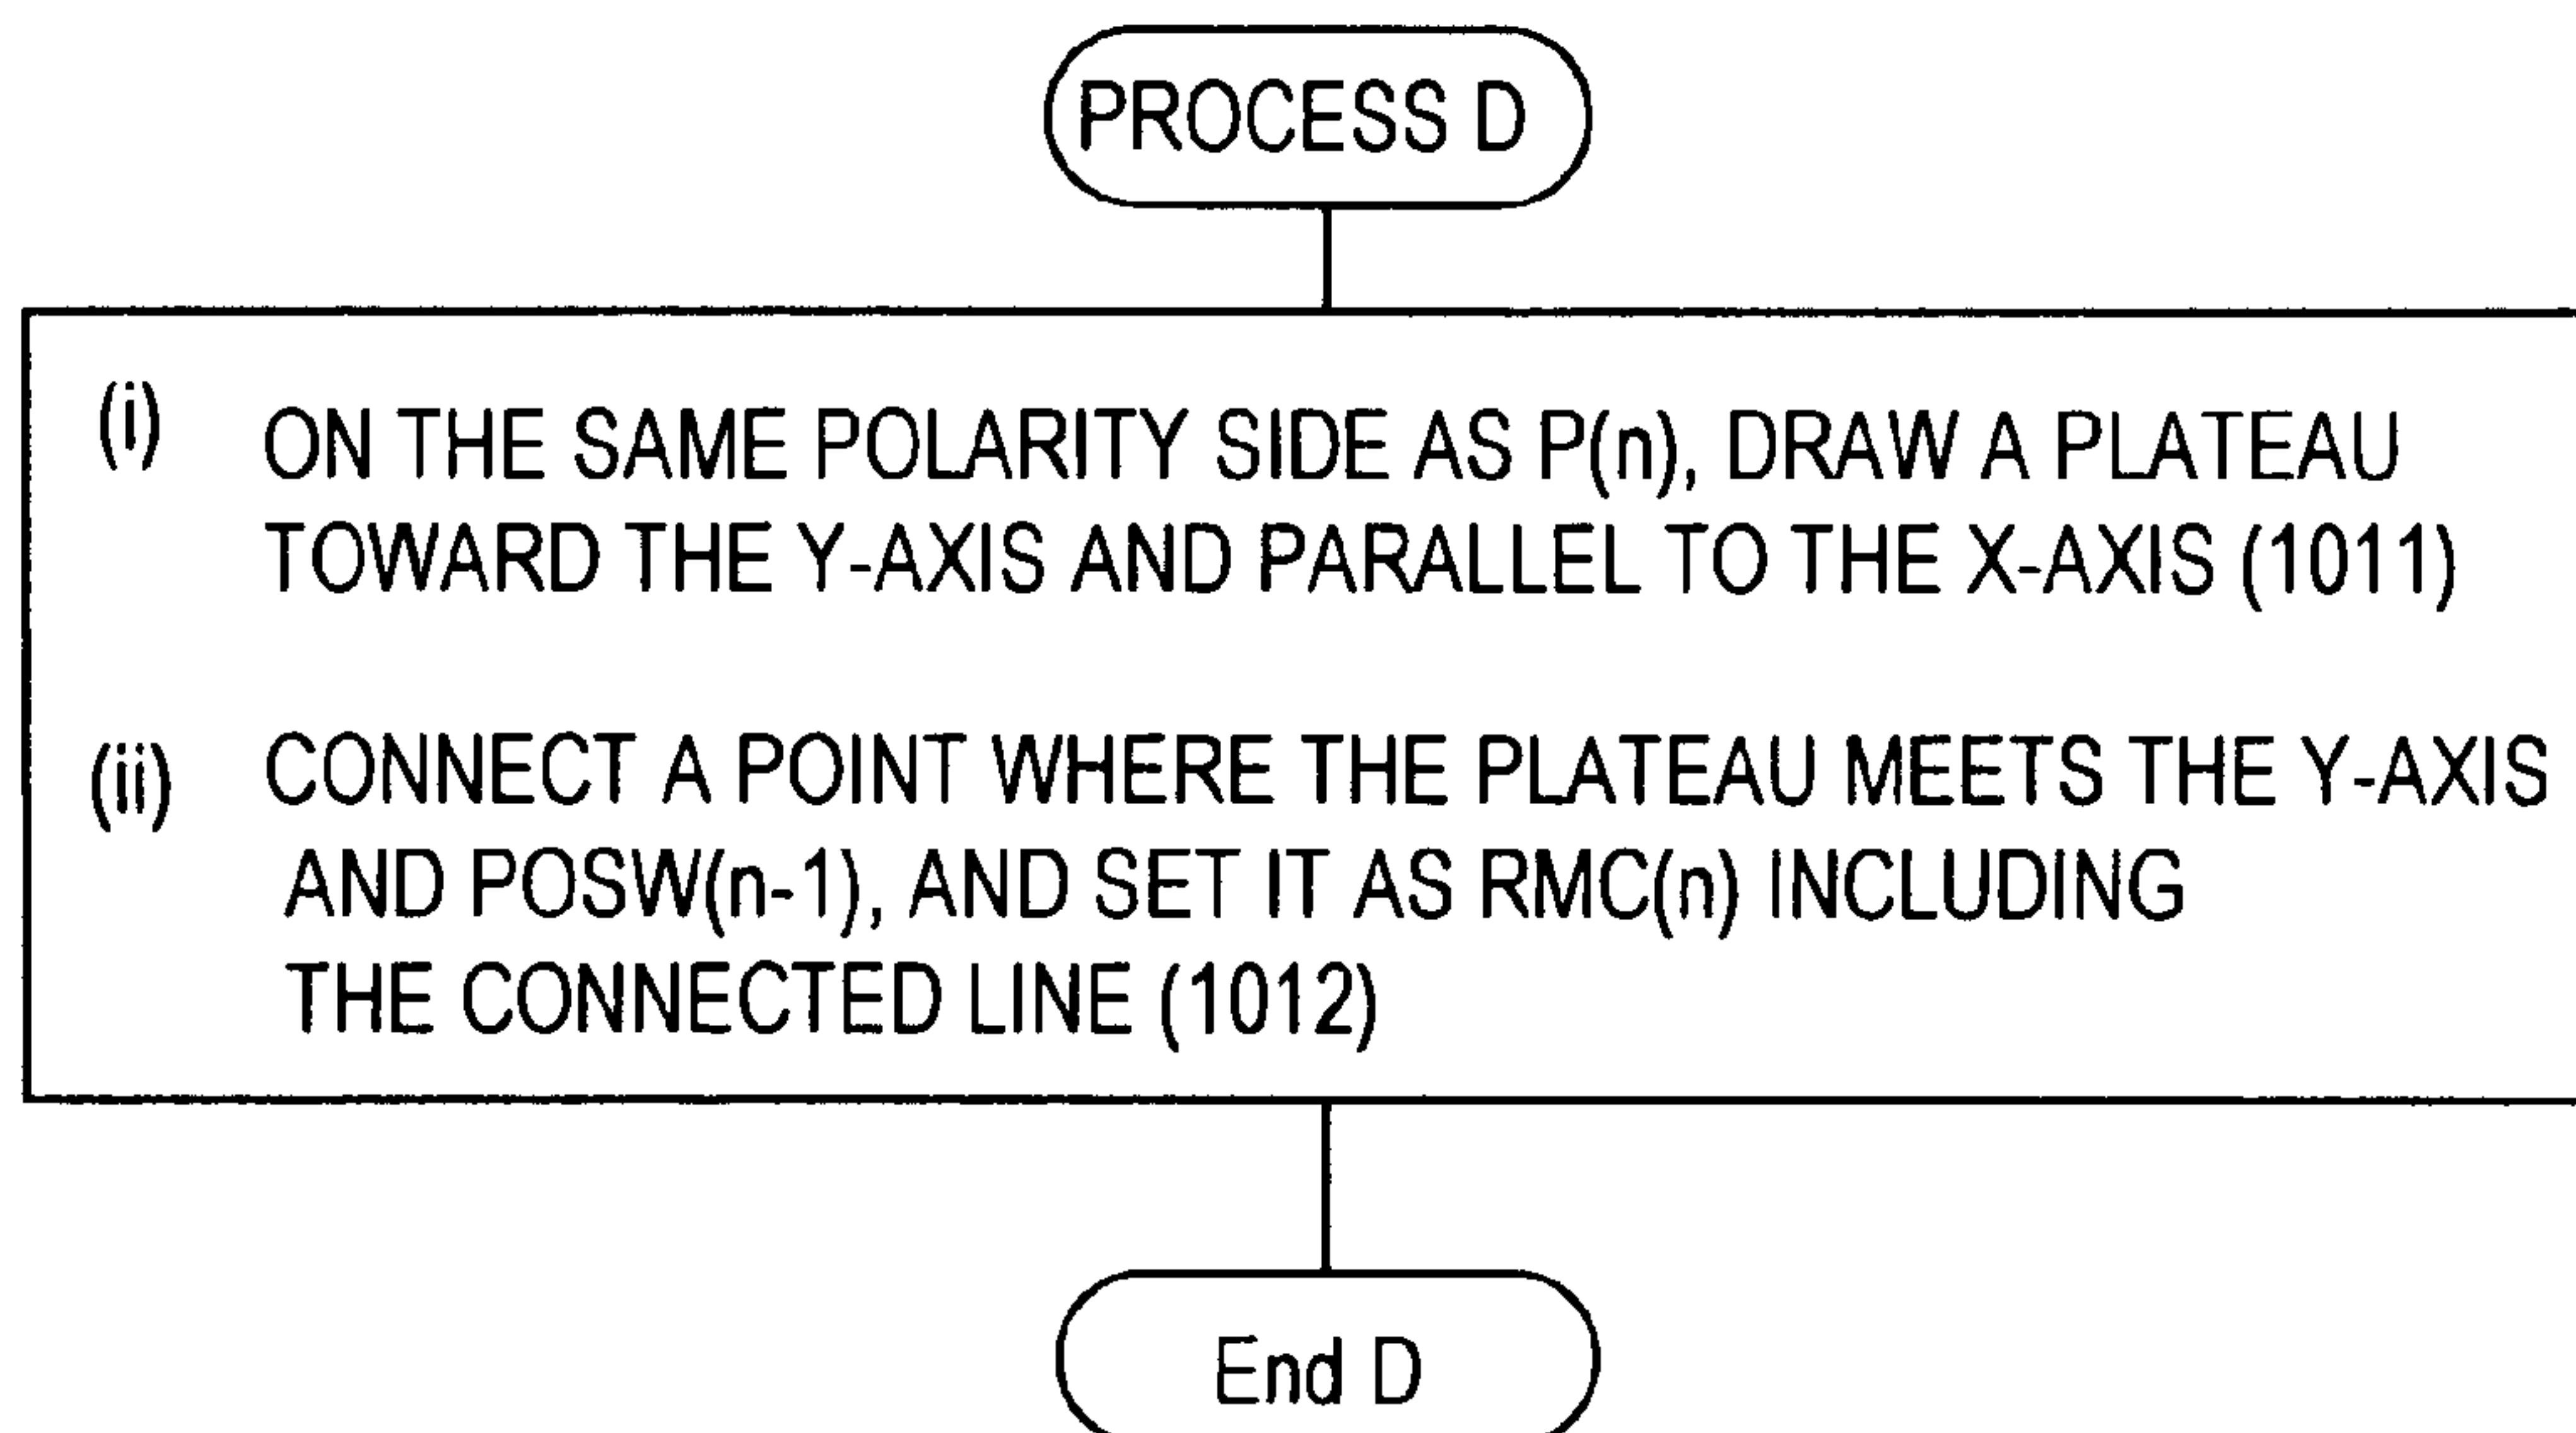 PROCESS D
(i) ON THE SAME POLARITY SIDE AS P(n), DRAW A PLATEAU
TOWARD THE Y-AXIS AND PARALLEL TO THE X-AXIS (1011)
(ii) CONNECT A POINT WHERE THE PLATEAU MEETS THE Y-AXIS
AND POSW(n-1), AND SET IT AS RMC(n) INCLUDING
THE CONNECTED LINE (1012)
End D